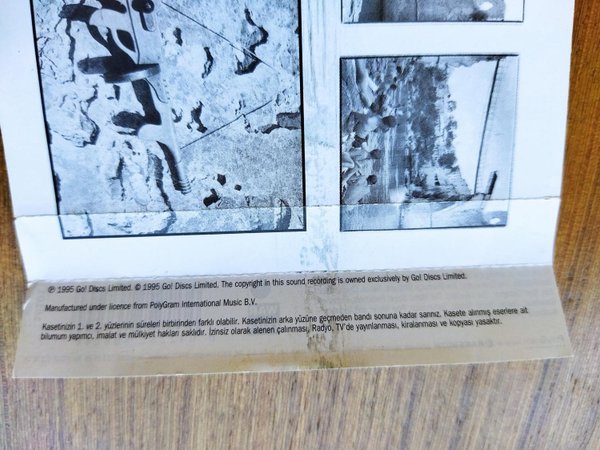 ℗ 1995 Go! Discs Limited. © 1995 Go! Discs Limited. The copyright in this sound recording is owned exclusively by Go! Discs Limited.
Manufactured under licence from PolyGram International Music B.V.
Kasetinizin 1. ve 2. yüzlerinin süreleri birbirinden farklı olabilir. Kasetinizin arka yüzüne geçmeden bandı sonuna kadar sarınız. Kasete alınmış eserlere ait
bilumum yapımcı, imalat ve mülkiyet hakları saklıdır. İzinsiz olarak alenen çalınması, Radyo, TV'de yayınlanması, kiralanması ve kopyası yasaktır.